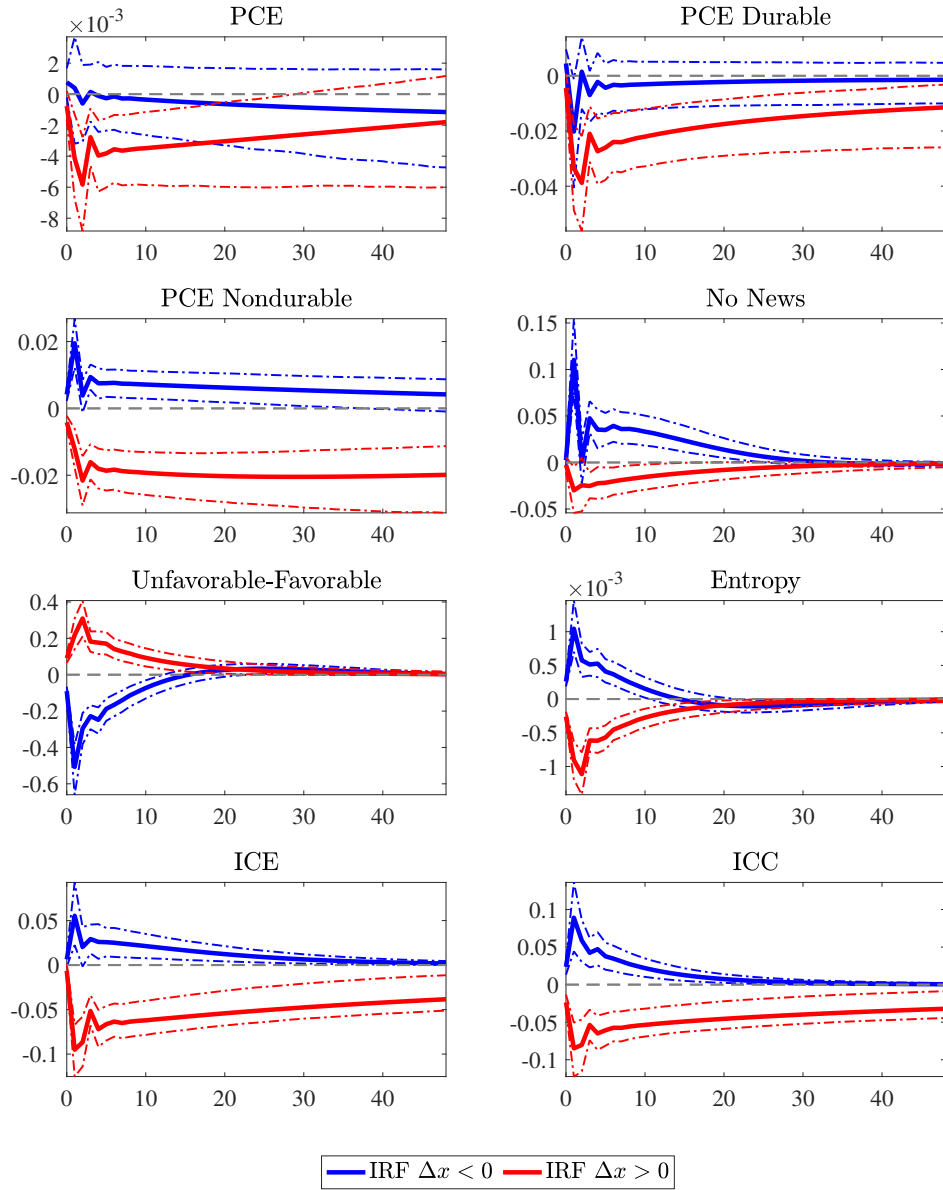 PCE
×10⁻³
2
0
-2
-4
-6
-8
0 10 20 30 40
PCE Durable
0
-0.02
-0.04
0 10 20 30 40
PCE Nondurable
0.02
0
-0.02
0 10 20 30 40
No News
0.15
0.1
0.05
0
-0.05
0 10 20 30 40
Unfavorable-Favorable
0.4
0.2
0
-0.2
-0.4
-0.6
0 10 20 30 40
Entropy
×10⁻³
1
0.5
0
-0.5
-1
0 10 20 30 40
ICE
0.05
0
-0.05
-0.1
0 10 20 30 40
ICC
0.1
0.05
0
-0.05
-0.1
0 10 20 30 40
IRF Δx < 0 IRF Δx > 0